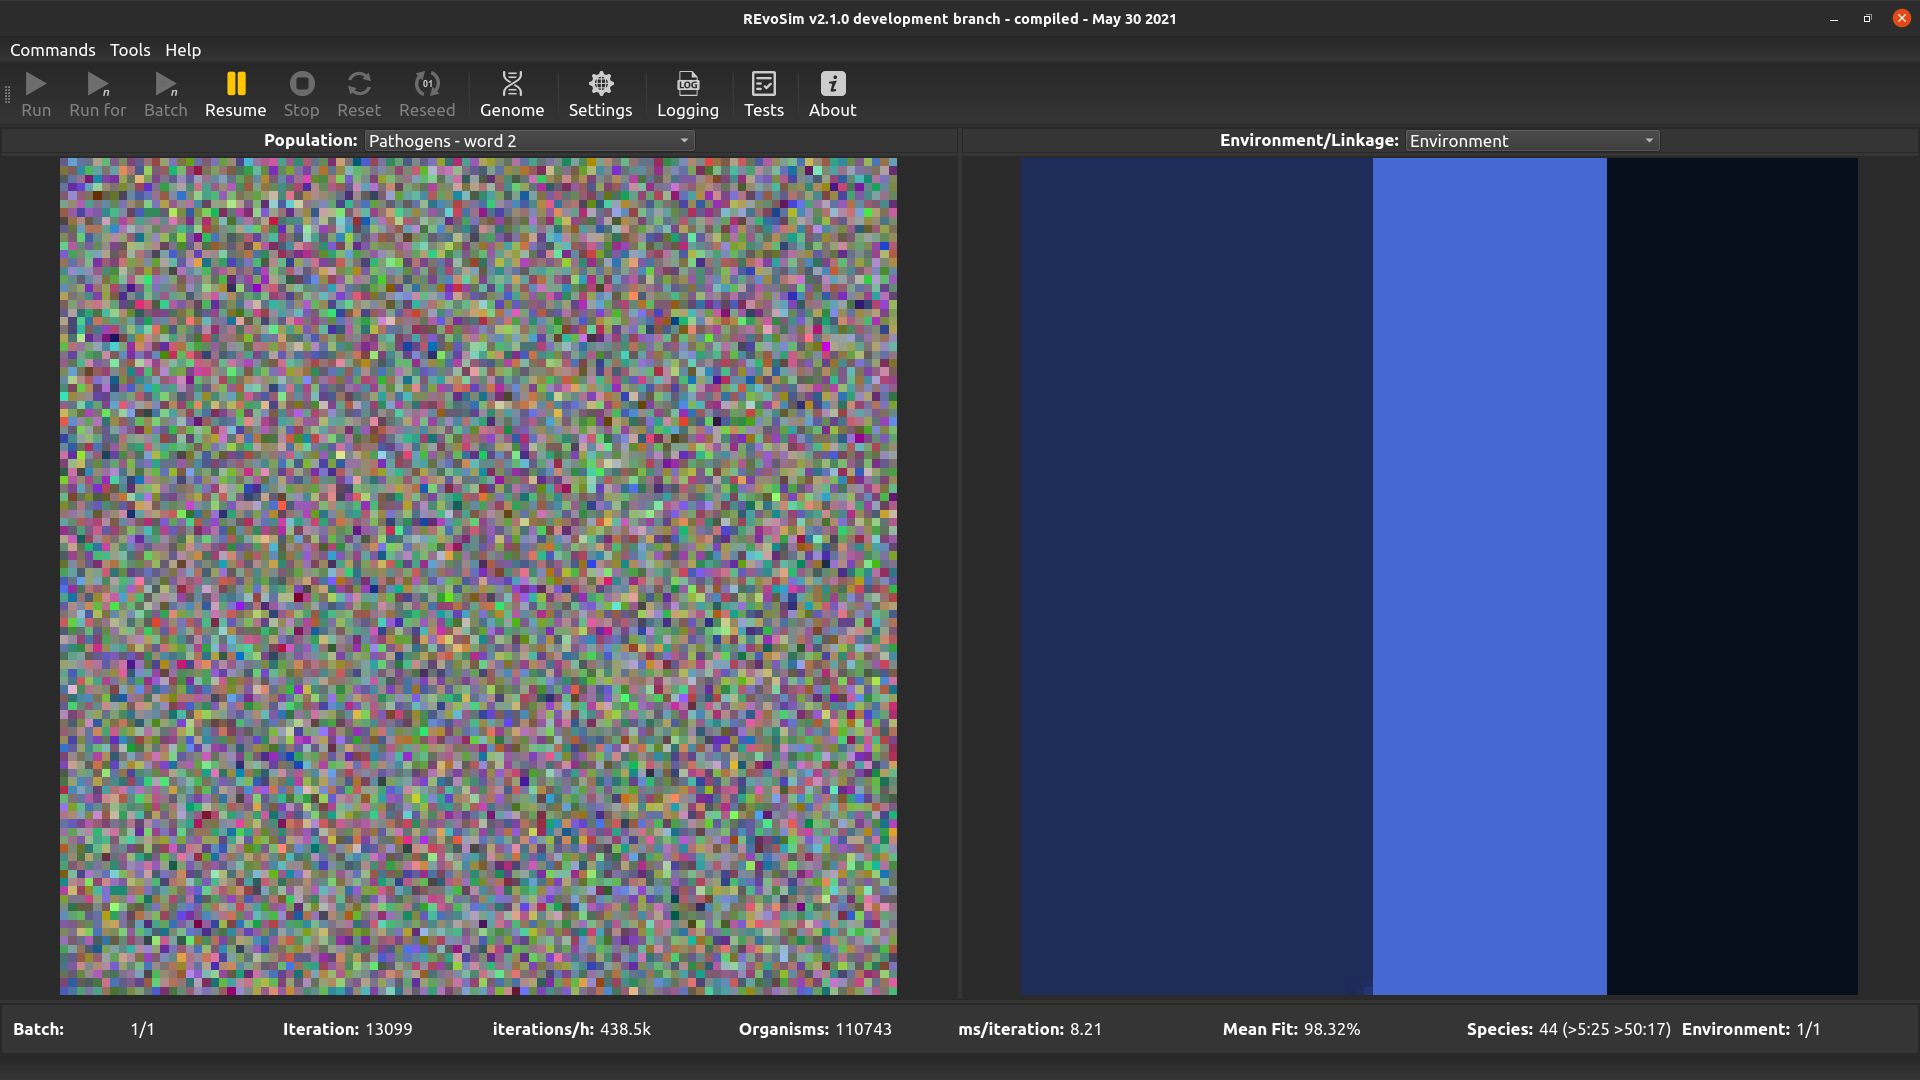 REvoSim v2.1.0 development branch - compiled - May 30 2021
Commands Tools Help
n n 01 LOG i
Run Run for Batch Resume Stop Reset Reseed Genome Settings Logging Tests About
Population: Pathogens - word 2 Environment/Linkage: Environment
Batch: 1/1 Iteration: 13099 iterations/h: 438.5k Organisms: 110743 ms/iteration: 8.21 Mean Fit: 98.32% Species: 44 (>5:25 >50:17) Environment: 1/1